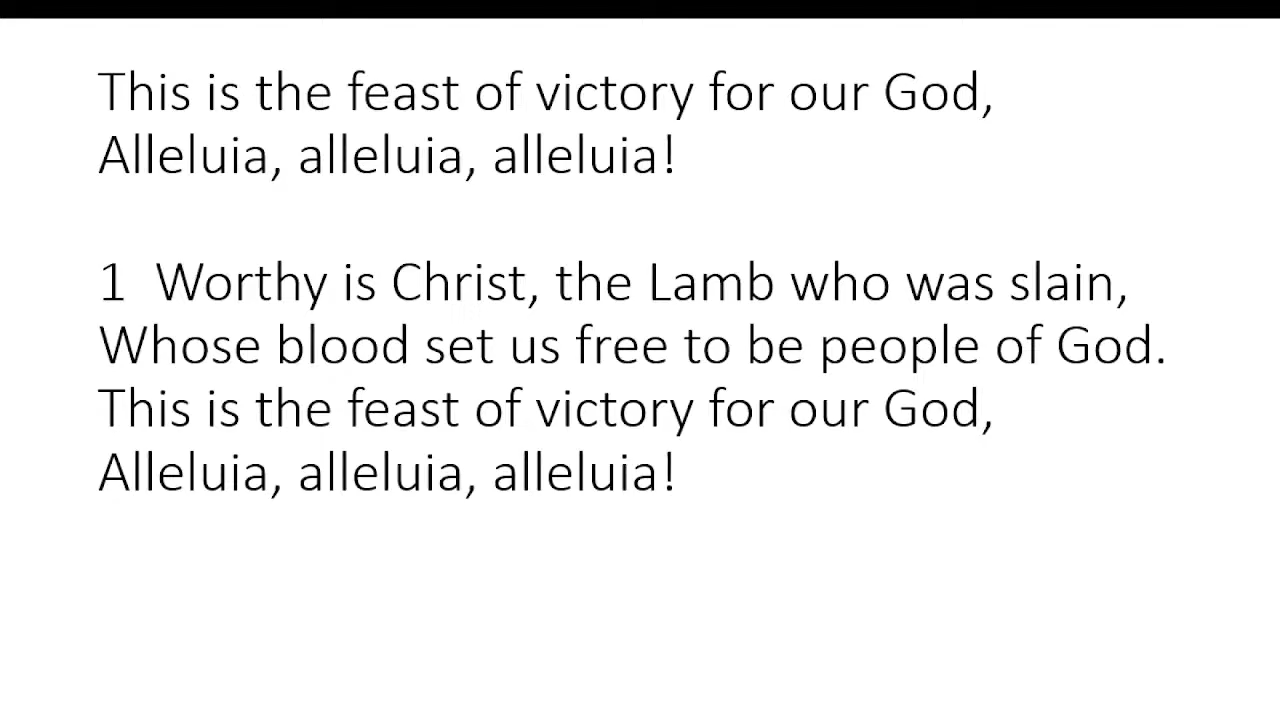 This is the feast of victory for our God,
Alleluia, alleluia, alleluia!
1 Worthy is Christ, the Lamb who was slain,
Whose blood set us free to be people of God.
This is the feast of victory for our God,
Alleluia, alleluia, alleluia!